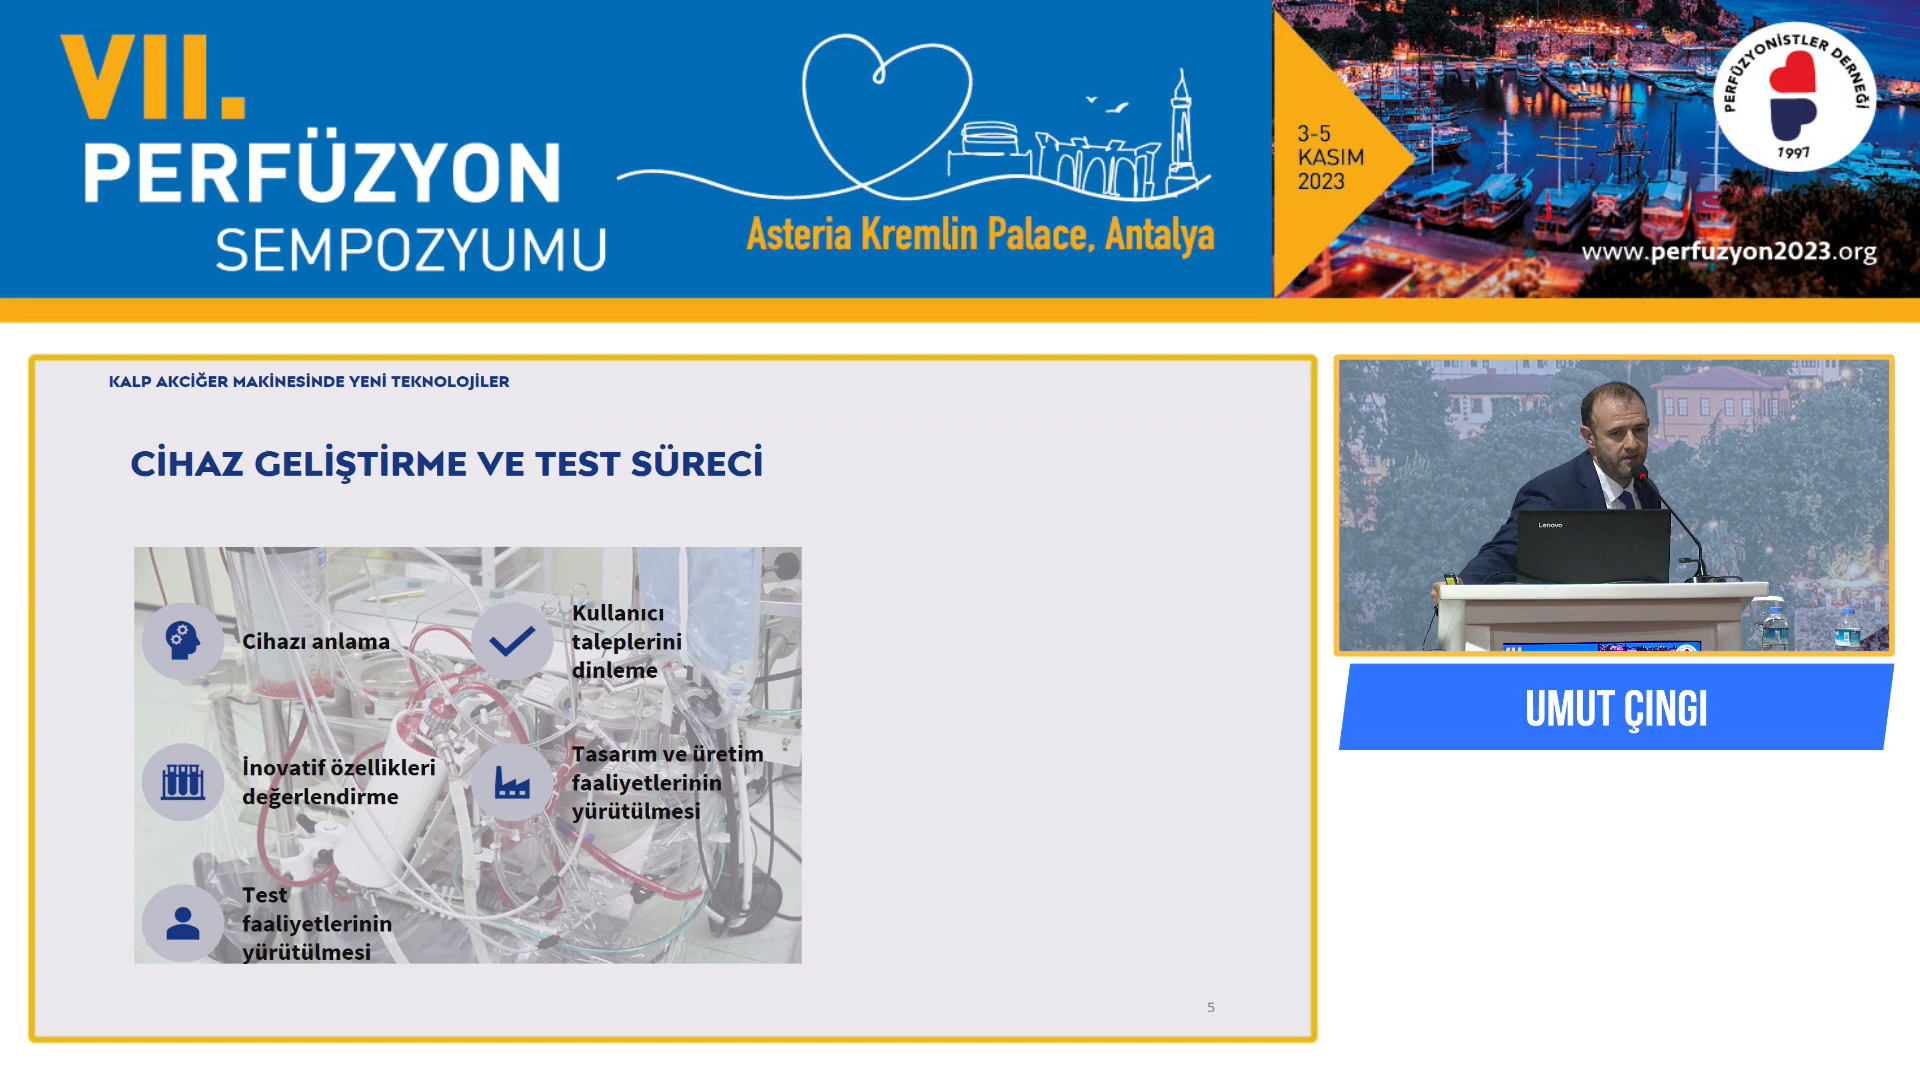 VII.
PERFÜZYON
SEMPOZYUMU
Asteria Kremlin Palace, Antalya
3-5
KASIM
2023
PERFÜZYONİSTLER DERNEĞİ
1997
www.perfuzyon2023.org
KALP AKCİĞER MAKİNESİNDE YENİ TEKNOLOJİLER
CİHAZ GELİŞTİRME VE TEST SÜRECİ
Cihazı anlama
Kullanıcı
taleplerini
dinleme
İnovatif özellikleri
değerlendirme
Tasarım ve üretim
faaliyetlerinin
yürütülmesi
Test
faaliyetlerinin
yürütülmesi
5
Lenovo
UMUT ÇINGI